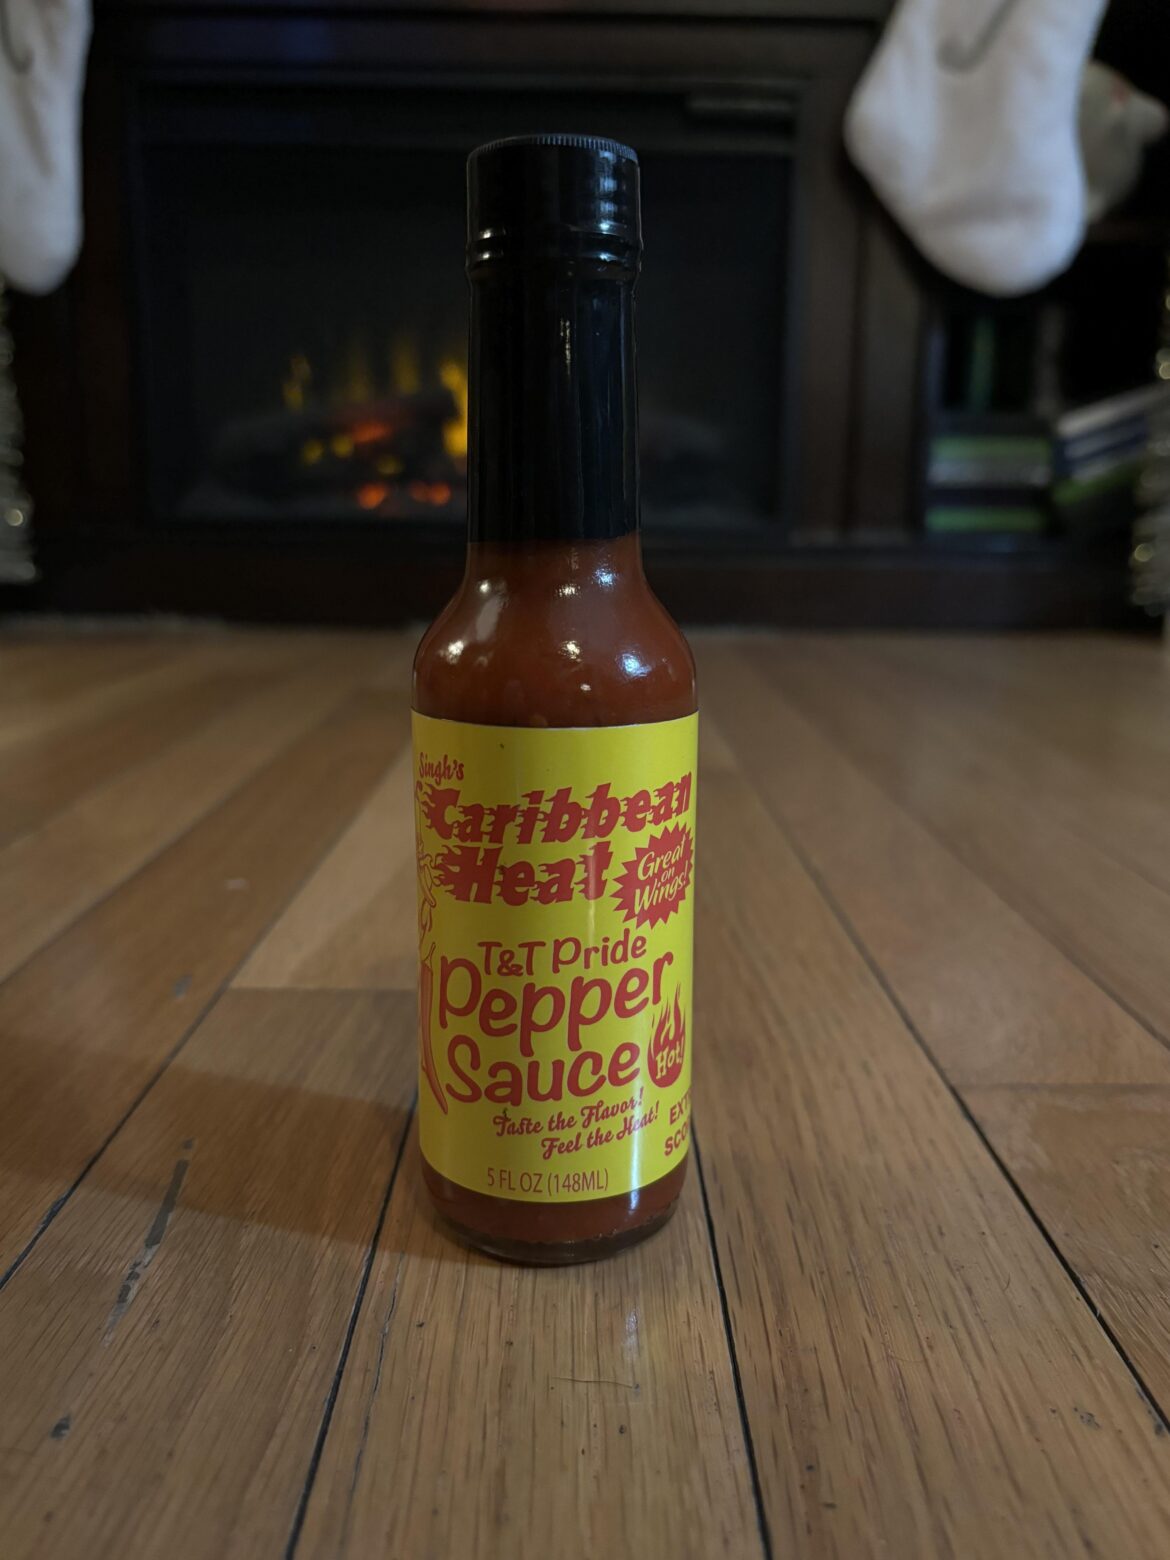 Singh's
Caribbean
Heat
Great
on
Wings!
T&T Pride
Pepper
Sauce
Hot!
Taste the Flavor!
Feel the Heat!
5 FL OZ (148ML)